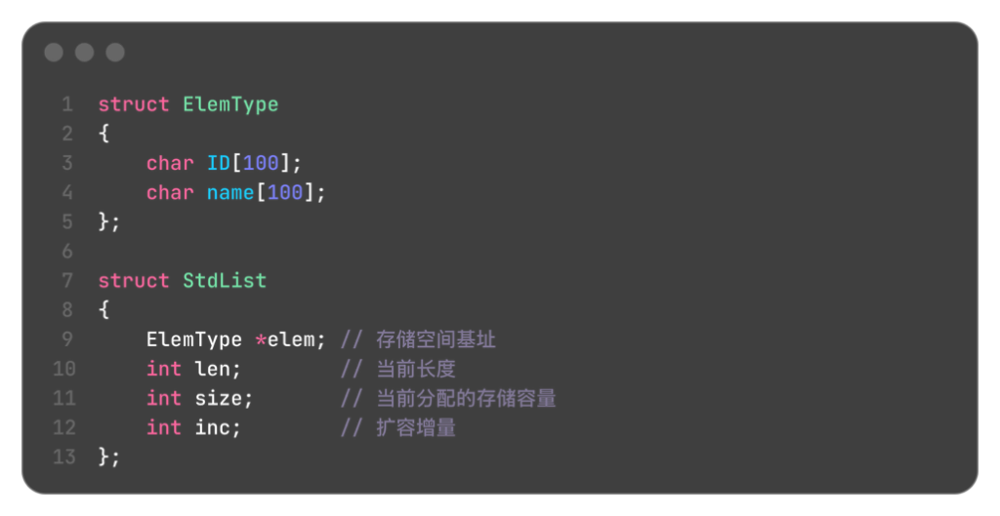 1 struct ElemType
2 {
3     char ID[100];
4     char name[100];
5 };
6
7 struct StdList
8 {
9     ElemType *elem; // 存储空间基址
10     int len;        // 当前长度
11     int size;       // 当前分配的存储容量
12     int inc;        // 扩容增量
13 };